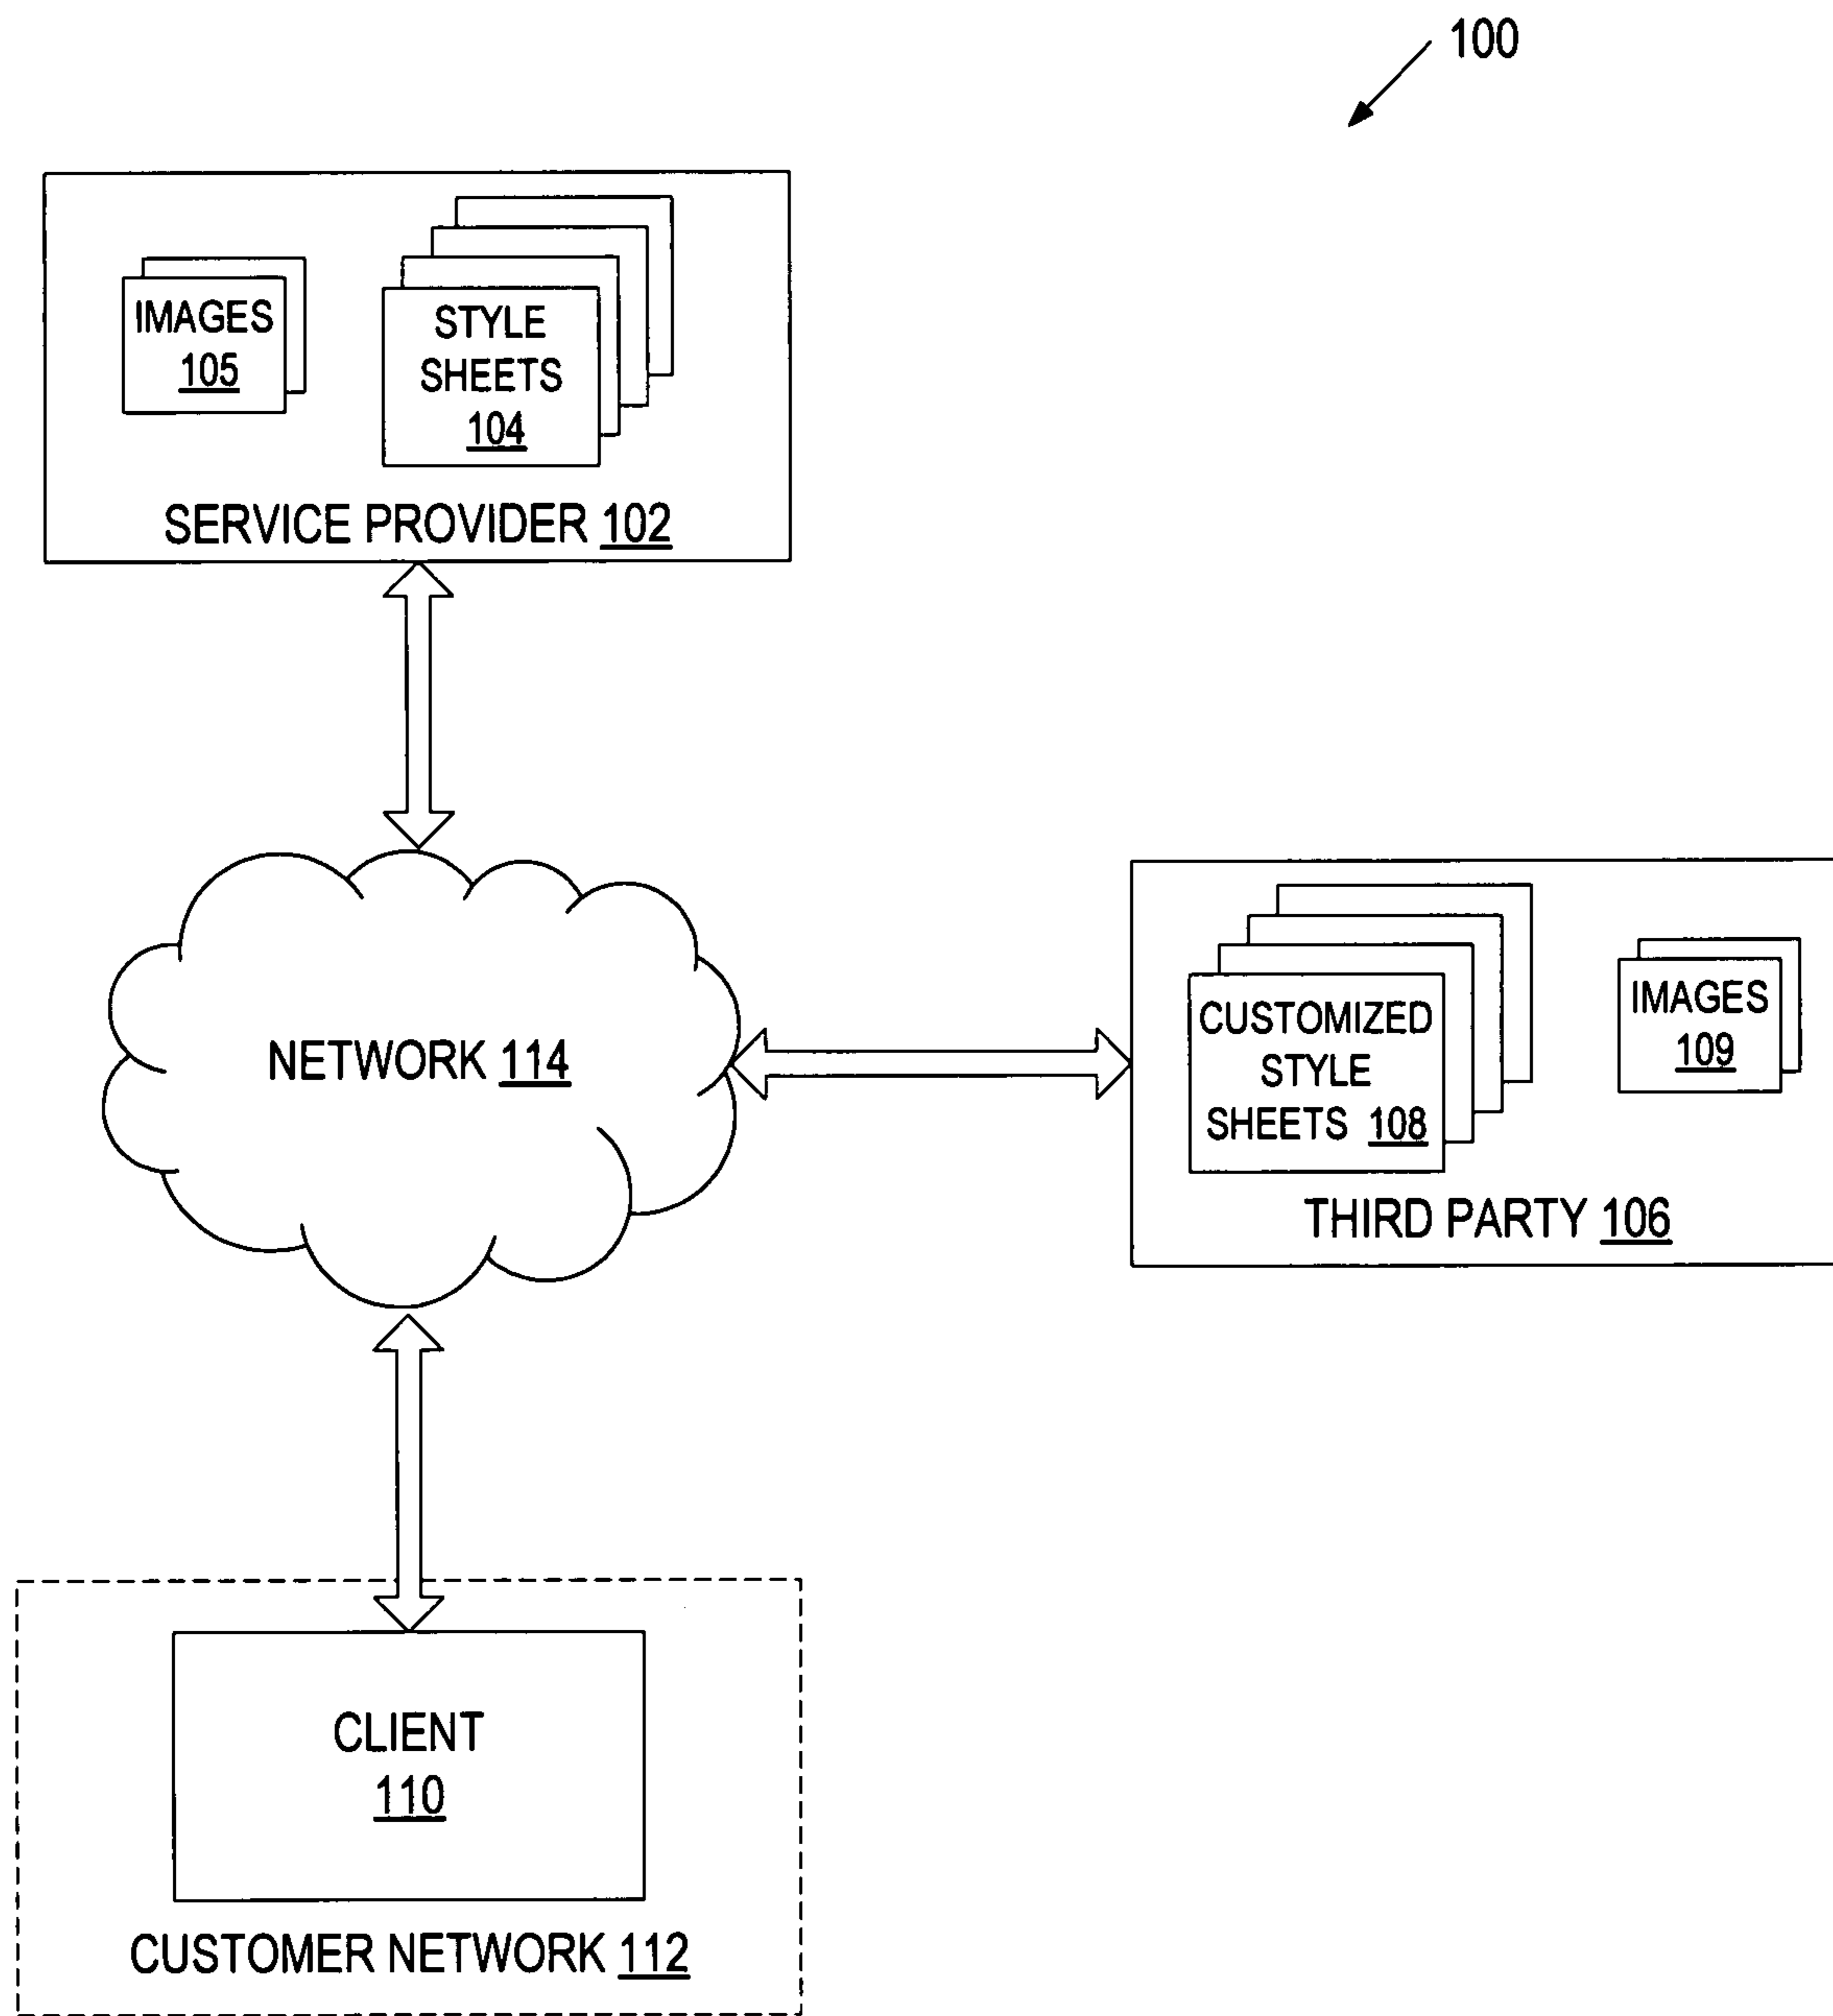 100
IMAGES
105
STYLE
SHEETS
104
SERVICE PROVIDER 102
NETWORK 114
CUSTOMIZED
STYLE
SHEETS 108
IMAGES
109
THIRD PARTY 106
CLIENT
110
CUSTOMER NETWORK 112